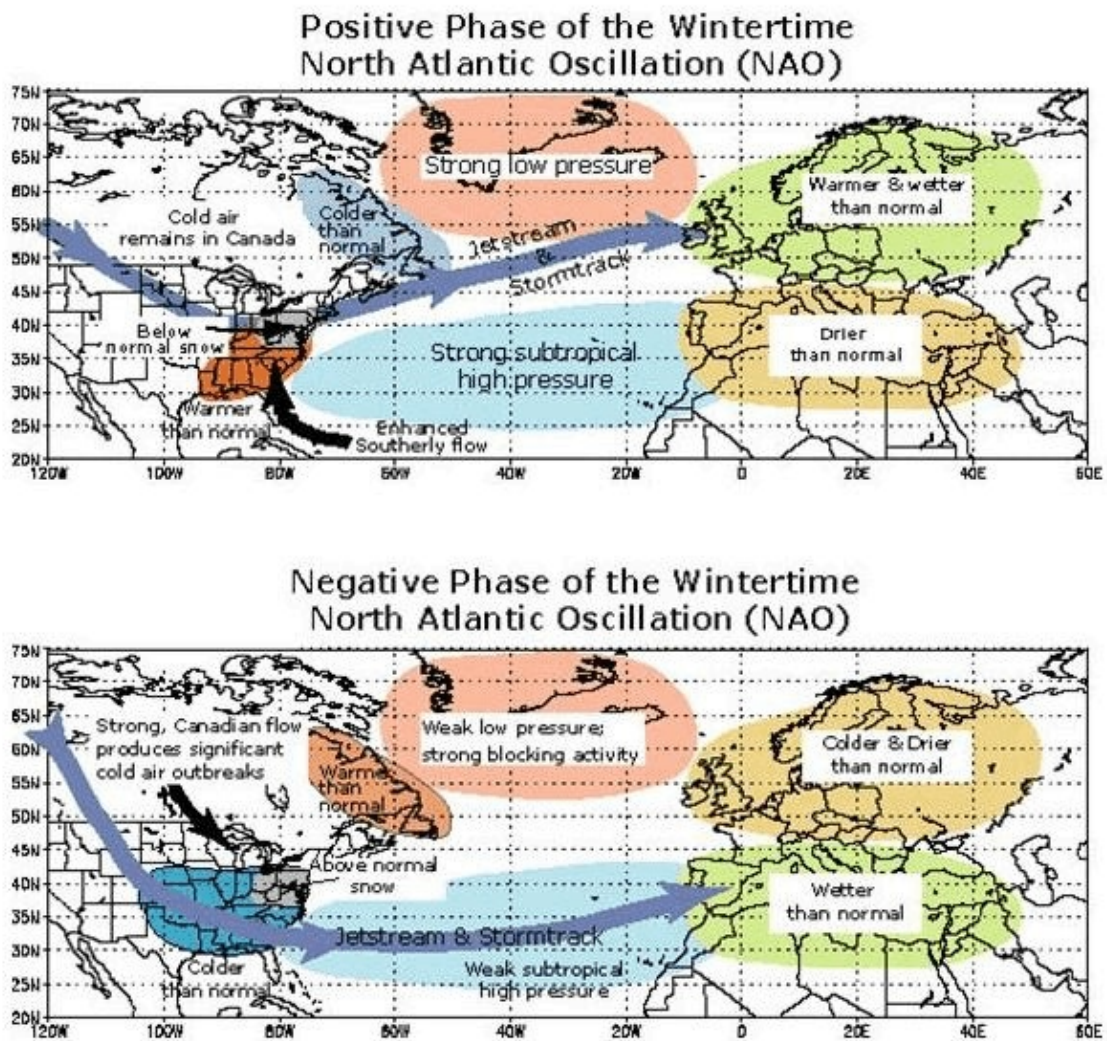 Positive Phase of the Wintertime
North Atlantic Oscillation (NAO)
75N
70N
65N
60N
55N
50N
45N
40N
35N
30N
25N
20N
120W
100W
80W
60W
40W
20W
0
20E
40E
60E
Strong low pressure
Warmer & wetter
than normal
Cold air
remains in Canada
Colder
than
normal
Jetstream
&
Stormtrack
Below
normal snow
Strong subtropical
high pressure
Drier
than normal
Warmer
than normal
Enhanced
Southerly flow
Negative Phase of the Wintertime
North Atlantic Oscillation (NAO)
75N
70N
65N
60N
55N
50N
45N
40N
35N
30N
25N
20N
120W
100W
80W
60W
40W
20W
0
20E
40E
60E
Strong, Canadian flow
produces significant
cold air outbreaks
Weak low pressure;
strong blocking activity
Colder & Drier
than normal
Warmer
than
normal
Above normal
snow
Wetter
than normal
Jetstream & Stormtrack
Colder
than normal
Weak subtropical
high pressure